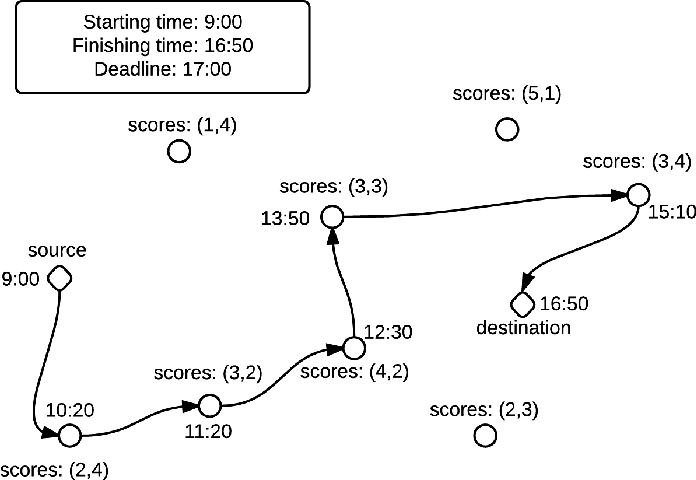 Starting time: 9:00
Finishing time: 16:50
Deadline: 17:00
scores: (5,1)
scores: (1,4)
scores: (3,4)
scores: (3,3)
13:50
15:10
source
9:00
16:50
destination
12:30
scores: (3,2)
scores: (4,2)
10:20
11:20
scores: (2,3)
scores: (2,4)